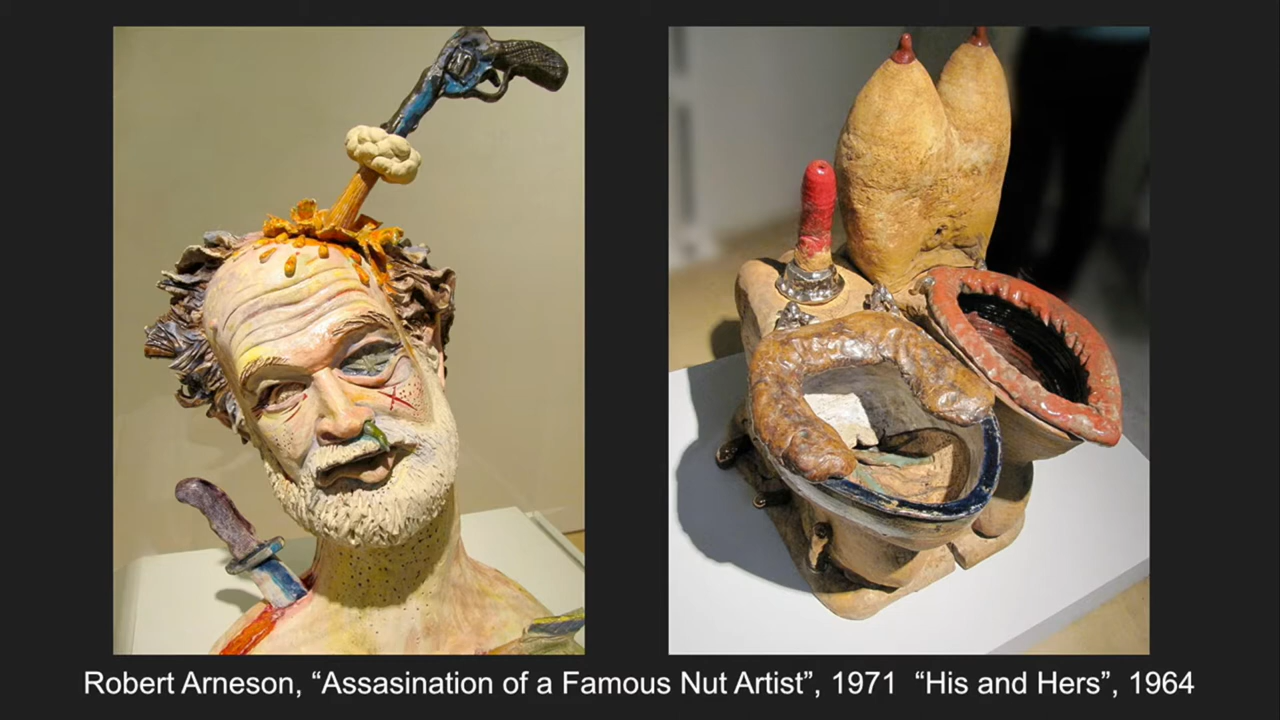 Robert Arneson, “Assasination of a Famous Nut Artist”, 1971  “His and Hers”, 1964